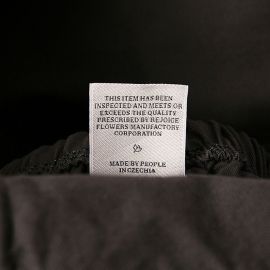 THIS ITEM HAS BEEN
INSPECTED AND MEETS OR
EXCEEDS THE QUALITY
PRESCRIBED BY REJOICE
FLOWERS MANUFACTORY
CORPORATION
MADE BY PEOPLE
IN CZECHIA